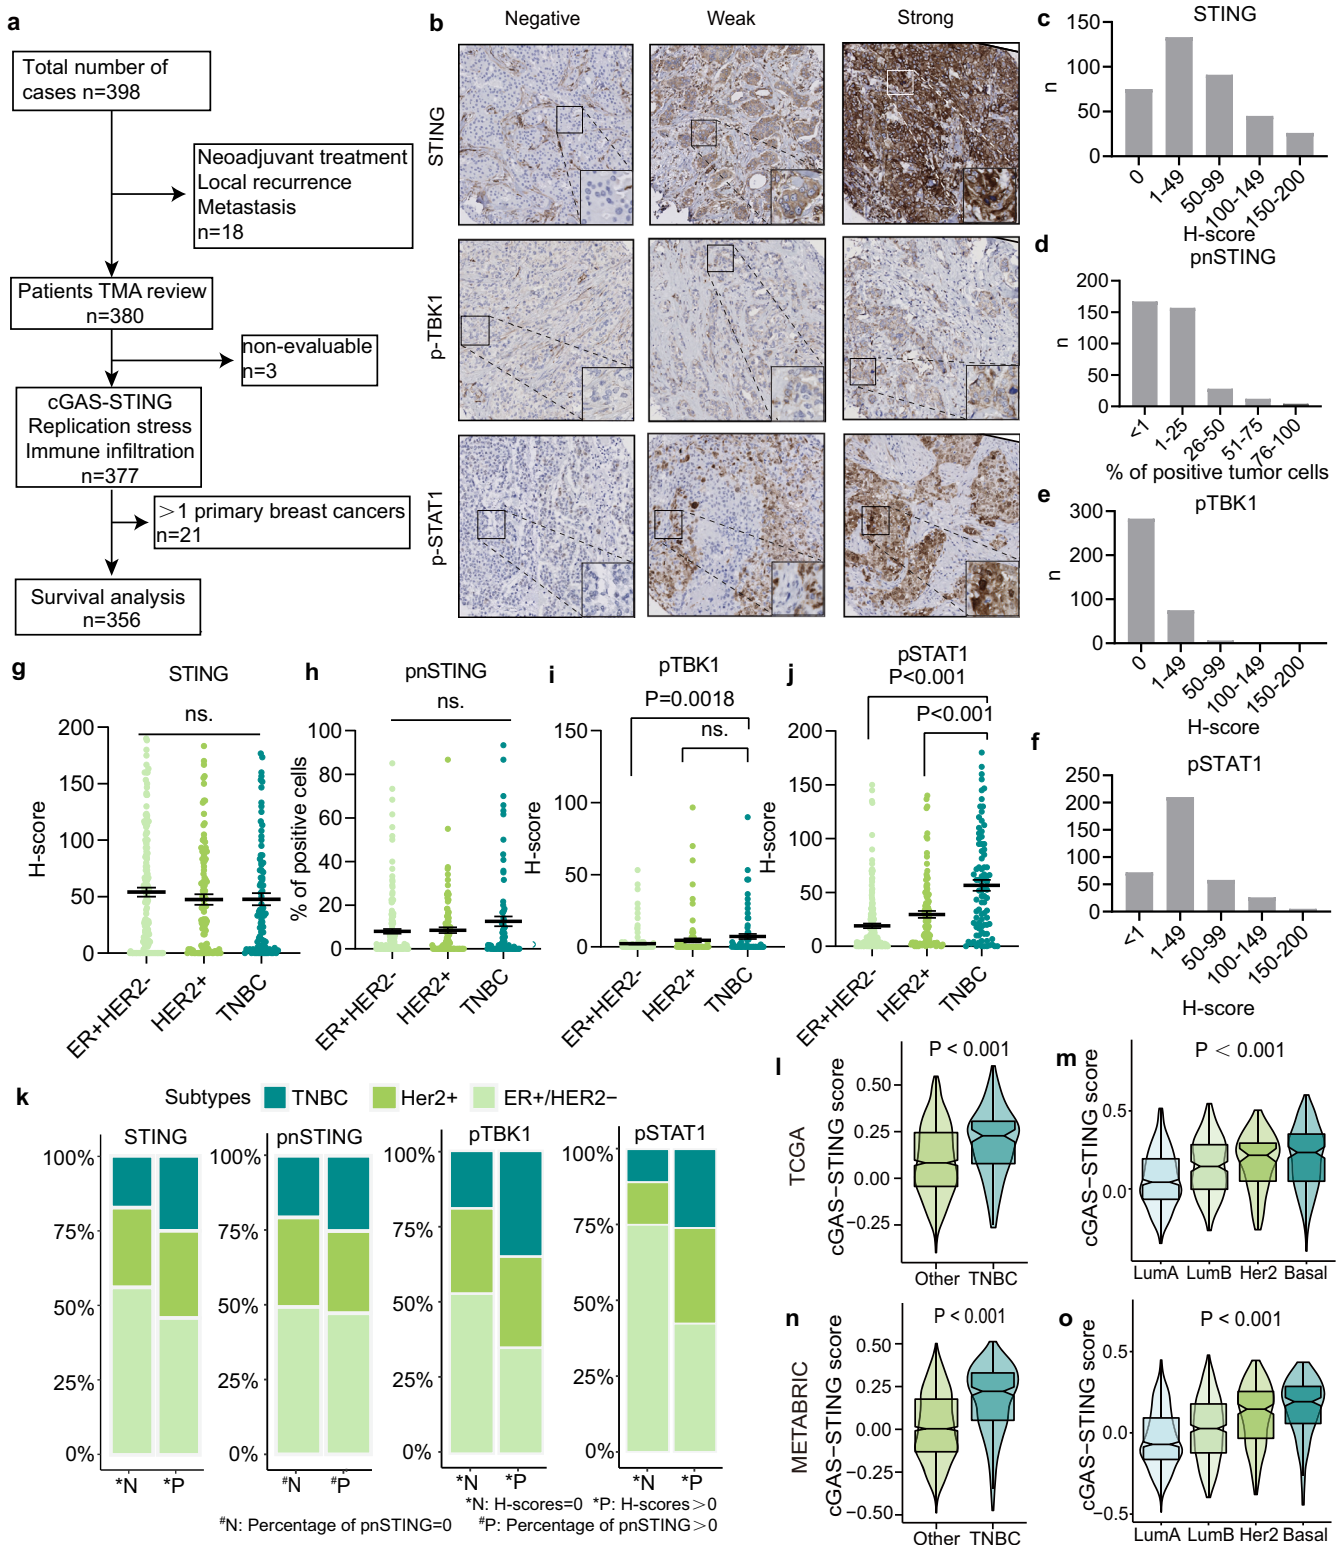 a
Total number of
cases n=398
Neoadjuvant treatment
Local recurrence
Metastasis
n=18
Patients TMA review
n=380
non-evaluable
n=3
cGAS-STING
Replication stress
Immune infiltration
n=377
>1 primary breast cancers
n=21
Survival analysis
n=356
b
Negative Weak Strong
STING
p-TBK1
p-STAT1
c
STING
150
100
50
0
n
0 1-49 50-99 100-149 150-200
H-score
d
pnSTING
200
150
100
50
0
n
<1 1-25 26-50 51-75 76-100
% of positive tumor cells
e
pTBK1
300
200
100
0
n
0 1-49 50-99 100-149 150-200
H-score
f
pSTAT1
250
200
150
100
50
0
<1 1-49 50-99 100-149 150-200
H-score
g
STING
ns.
H-score
200
150
100
50
0
ER+HER2- HER2+ TNBC
h
pnSTING
ns.
% of positive cells
100
80
60
40
20
0
ER+HER2- HER2+ TNBC
i
pTBK1
P=0.0018
ns.
H-score
150
100
50
0
ER+HER2- HER2+ TNBC
j
pSTAT1
P<0.001
P<0.001
H-score
200
150
100
50
0
ER+HER2- HER2+ TNBC
k
Subtypes TNBC Her2+ ER+/HER2−
STING
100%
75%
50%
25%
0%
*N *P
pnSTING
100%
75%
50%
25%
0%
#N #P
pTBK1
100%
75%
50%
25%
0%
*N *P
pSTAT1
100%
75%
50%
25%
0%
*N *P
*N: H-scores=0 *P: H-scores>0
#N: Percentage of pnSTING=0 #P: Percentage of pnSTING>0
l
TCGA
P < 0.001
cGAS−STING score
0.50
0.25
0.00
−0.25
Other TNBC
m
P < 0.001
cGAS−STING score
0.5
0.0
LumA LumB Her2 Basal
n
METABRIC
P < 0.001
cGAS−STING score
0.50
0.25
0.00
−0.25
−0.50
Other TNBC
o
P < 0.001
cGAS−STING score
0.5
0.0
−0.5
LumA LumB Her2 Basal